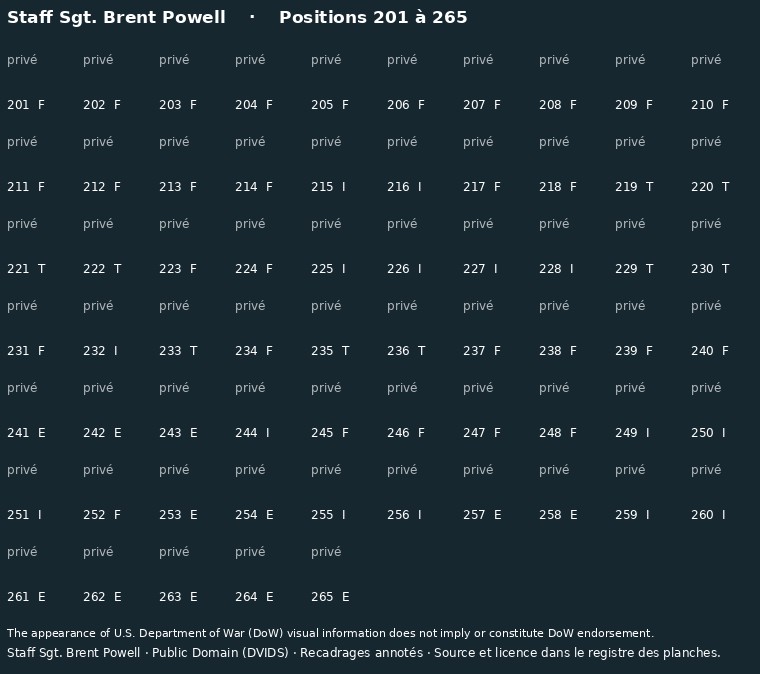 Staff Sgt. Brent Powell · Positions 201 à 265
privé privé privé privé privé privé privé privé privé privé
201 F 202 F 203 F 204 F 205 F 206 F 207 F 208 F 209 F 210 F
privé privé privé privé privé privé privé privé privé privé
211 F 212 F 213 F 214 F 215 I 216 I 217 F 218 F 219 T 220 T
privé privé privé privé privé privé privé privé privé privé
221 T 222 T 223 F 224 F 225 I 226 I 227 I 228 I 229 T 230 T
privé privé privé privé privé privé privé privé privé privé
231 F 232 I 233 T 234 F 235 T 236 T 237 F 238 F 239 F 240 F
privé privé privé privé privé privé privé privé privé privé
241 E 242 E 243 E 244 I 245 F 246 F 247 F 248 F 249 I 250 I
privé privé privé privé privé privé privé privé privé privé
251 I 252 F 253 E 254 E 255 I 256 I 257 E 258 E 259 I 260 I
privé privé privé privé privé
261 E 262 E 263 E 264 E 265 E
The appearance of U.S. Department of War (DoW) visual information does not imply or constitute DoW endorsement.
Staff Sgt. Brent Powell · Public Domain (DVIDS) · Recadrages annotés · Source et licence dans le registre des planches.